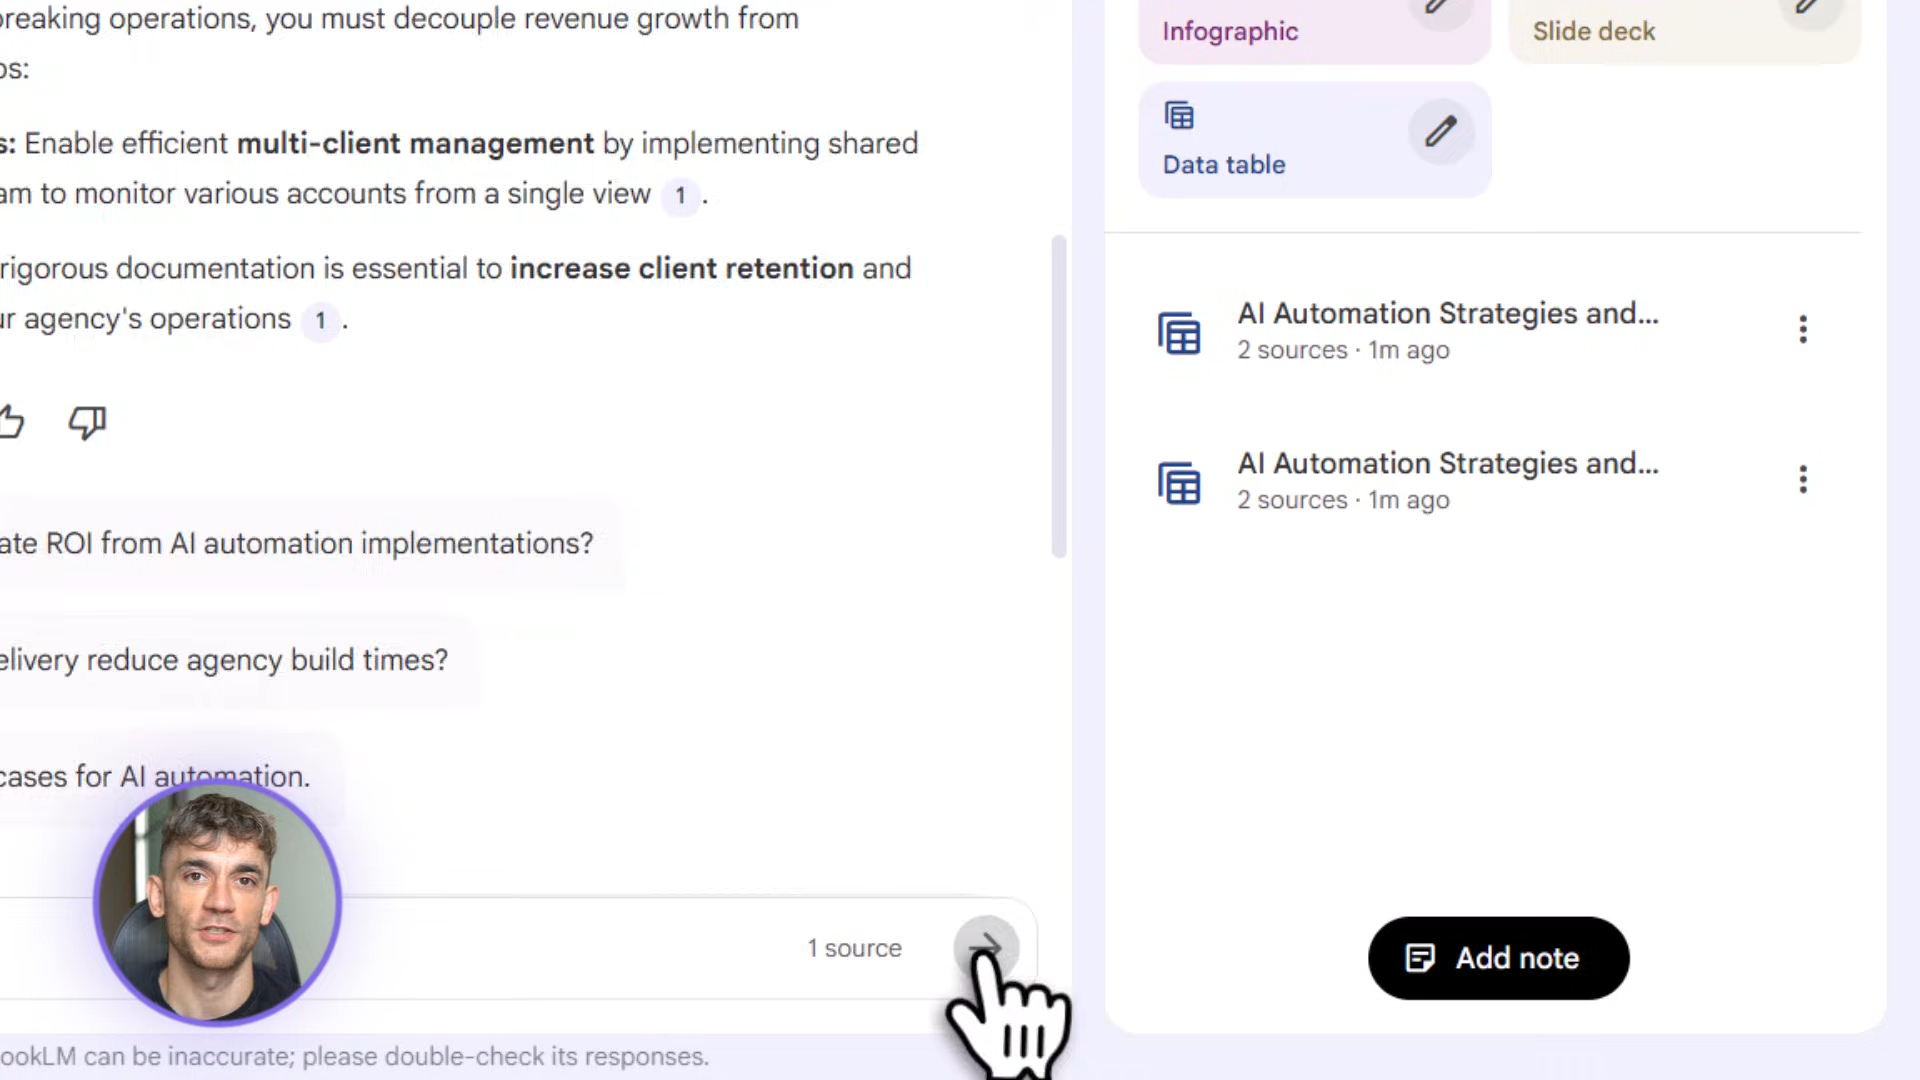 breaking operations, you must decouple revenue growth from
os:
s: Enable efficient multi-client management by implementing shared
am to monitor various accounts from a single view 1.
rigorous documentation is essential to increase client retention and
ur agency's operations 1.
ate ROI from AI automation implementations?
elivery reduce agency build times?
cases for AI automation.
1 source
ookLM can be inaccurate; please double-check its responses.
Infographic
Slide deck
Data table
AI Automation Strategies and...
2 sources · 1m ago
AI Automation Strategies and...
2 sources · 1m ago
Add note